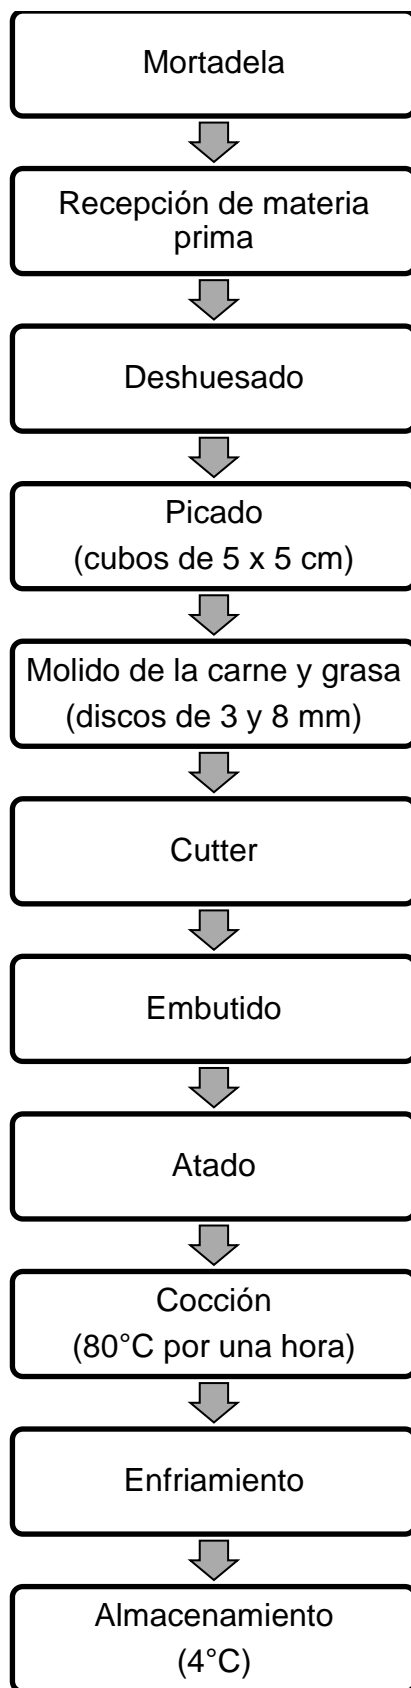 Mortadela
Recepción de materia
prima
Deshuesado
Picado
(cubos de 5 x 5 cm)
Molido de la carne y grasa
(discos de 3 y 8 mm)
Cutter
Embutido
Atado
Cocción
(80°C por una hora)
Enfriamiento
Almacenamiento
(4°C)